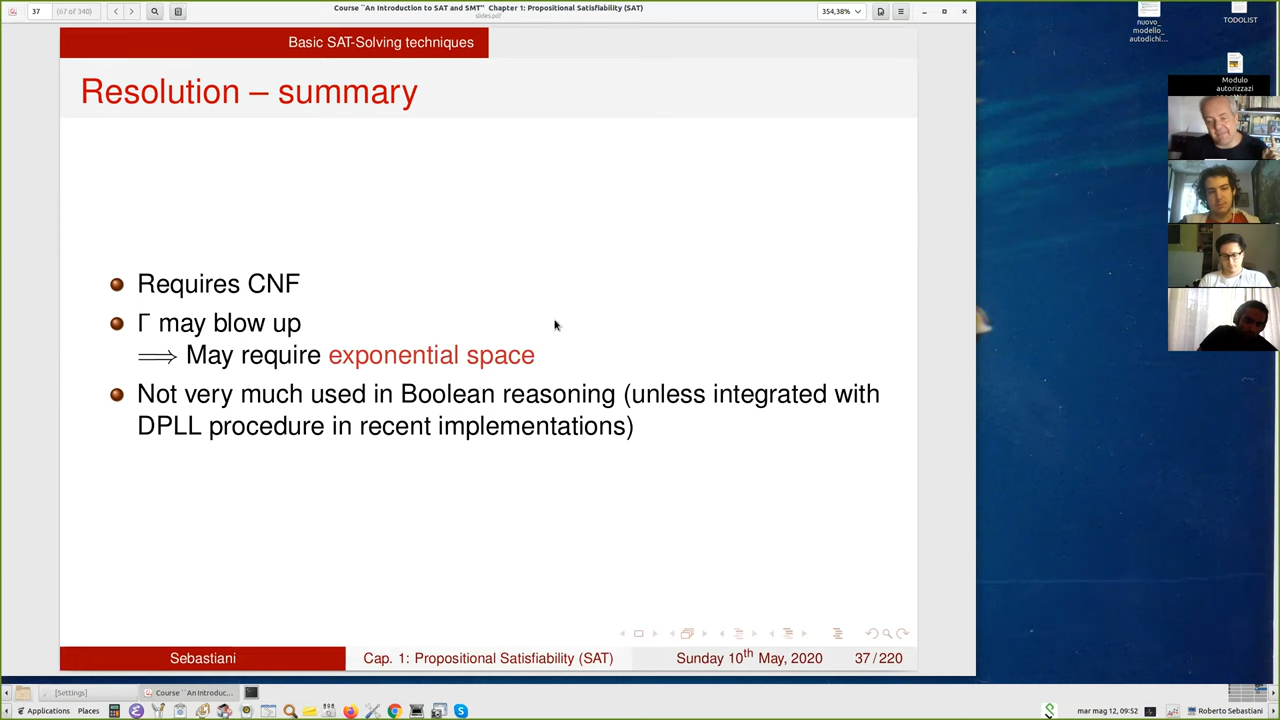 37
(67 of 340)
Course ``An Introduction to SAT and SMT'' Chapter 1: Propositional Satisfiability (SAT)
slides.pdf
354,38%
Basic SAT-Solving techniques
Resolution – summary
Requires CNF
Γ may blow up
⟹ May require exponential space
Not very much used in Boolean reasoning (unless integrated with
DPLL procedure in recent implementations)
Sebastiani
Cap. 1: Propositional Satisfiability (SAT)
Sunday 10th May, 2020
37 / 220
nuovo_
modello_
autodichi...
TODOLIST
Modulo
autorizzazi
[Settings]
Course ``An Introduc...
Applications
Places
mar mag 12, 09:52
Roberto Sebastiani